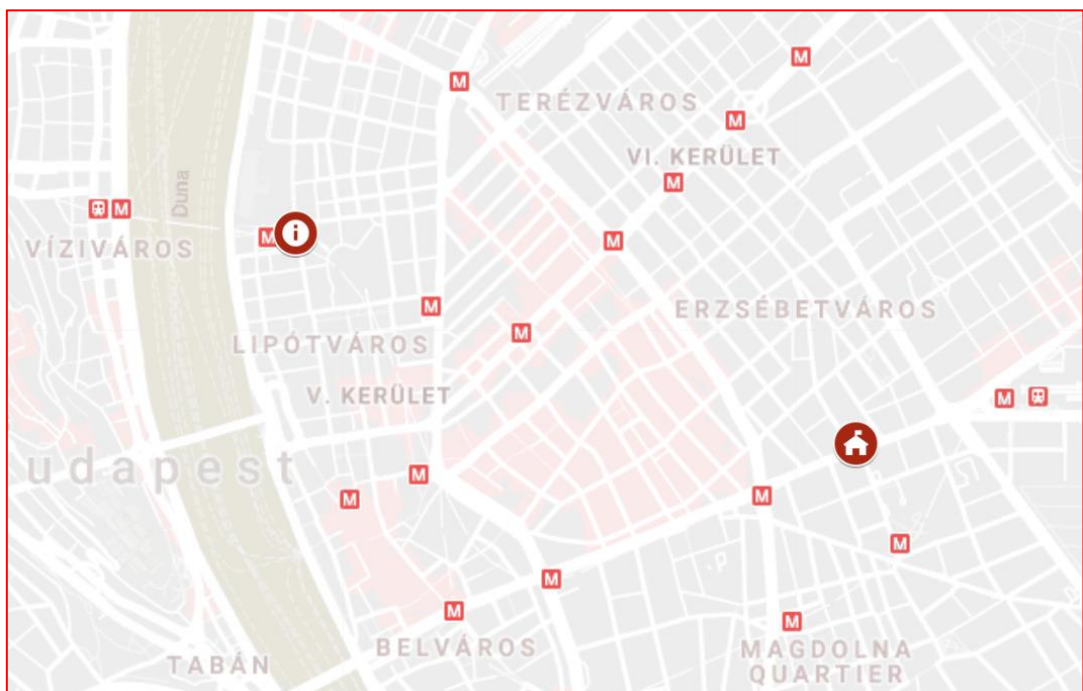 M
M
TERÉZVÁROS
M
VI. KERÜLET
M
Duna
M
M
M
i
VÍZIVÁROS
M
ERZSÉBETVÁROS
M
LIPÓTVÁROS
V. KERÜLET
M
udapest
M
M
M
M
M
M
M
BELVÁROS
MAGDOLNA
QUARTIER
TABÁN